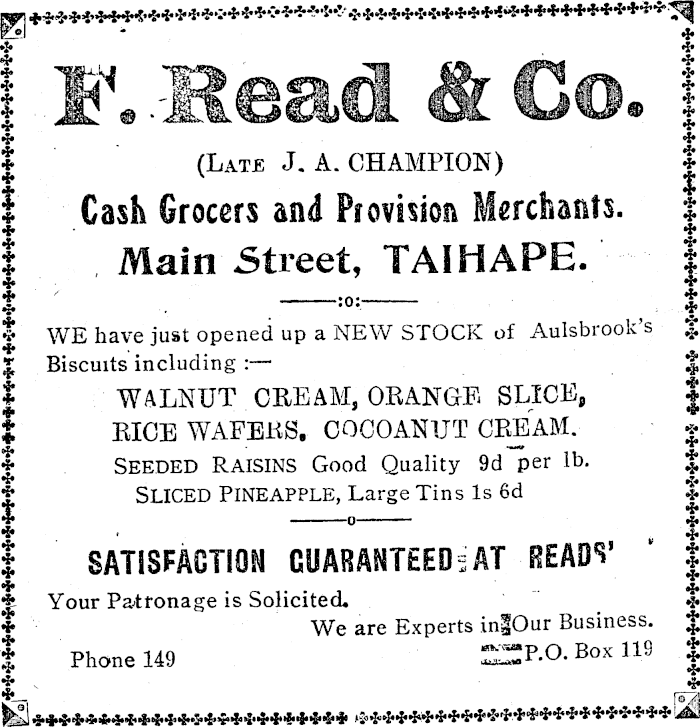 F. Read & Co.
(LATE J. A. CHAMPION)
Cash Grocers and Provision Merchants.
Main Street, TAIHAPE.
:o:
WE have just opened up a NEW STOCK of Aulsbrook's
Biscuits including :—
WALNUT CREAM, ORANGE SLICE,
RICE WAFERS, COCOANUT CREAM.
SEEDED RAISINS Good Quality 9d per lb.
SLICED PINEAPPLE, Large Tins 1s 6d
o
SATISFACTION GUARANTEED AT READS'
Your Patronage is Solicited.
We are Experts in Our Business.
Phone 149 P.O. Box 119